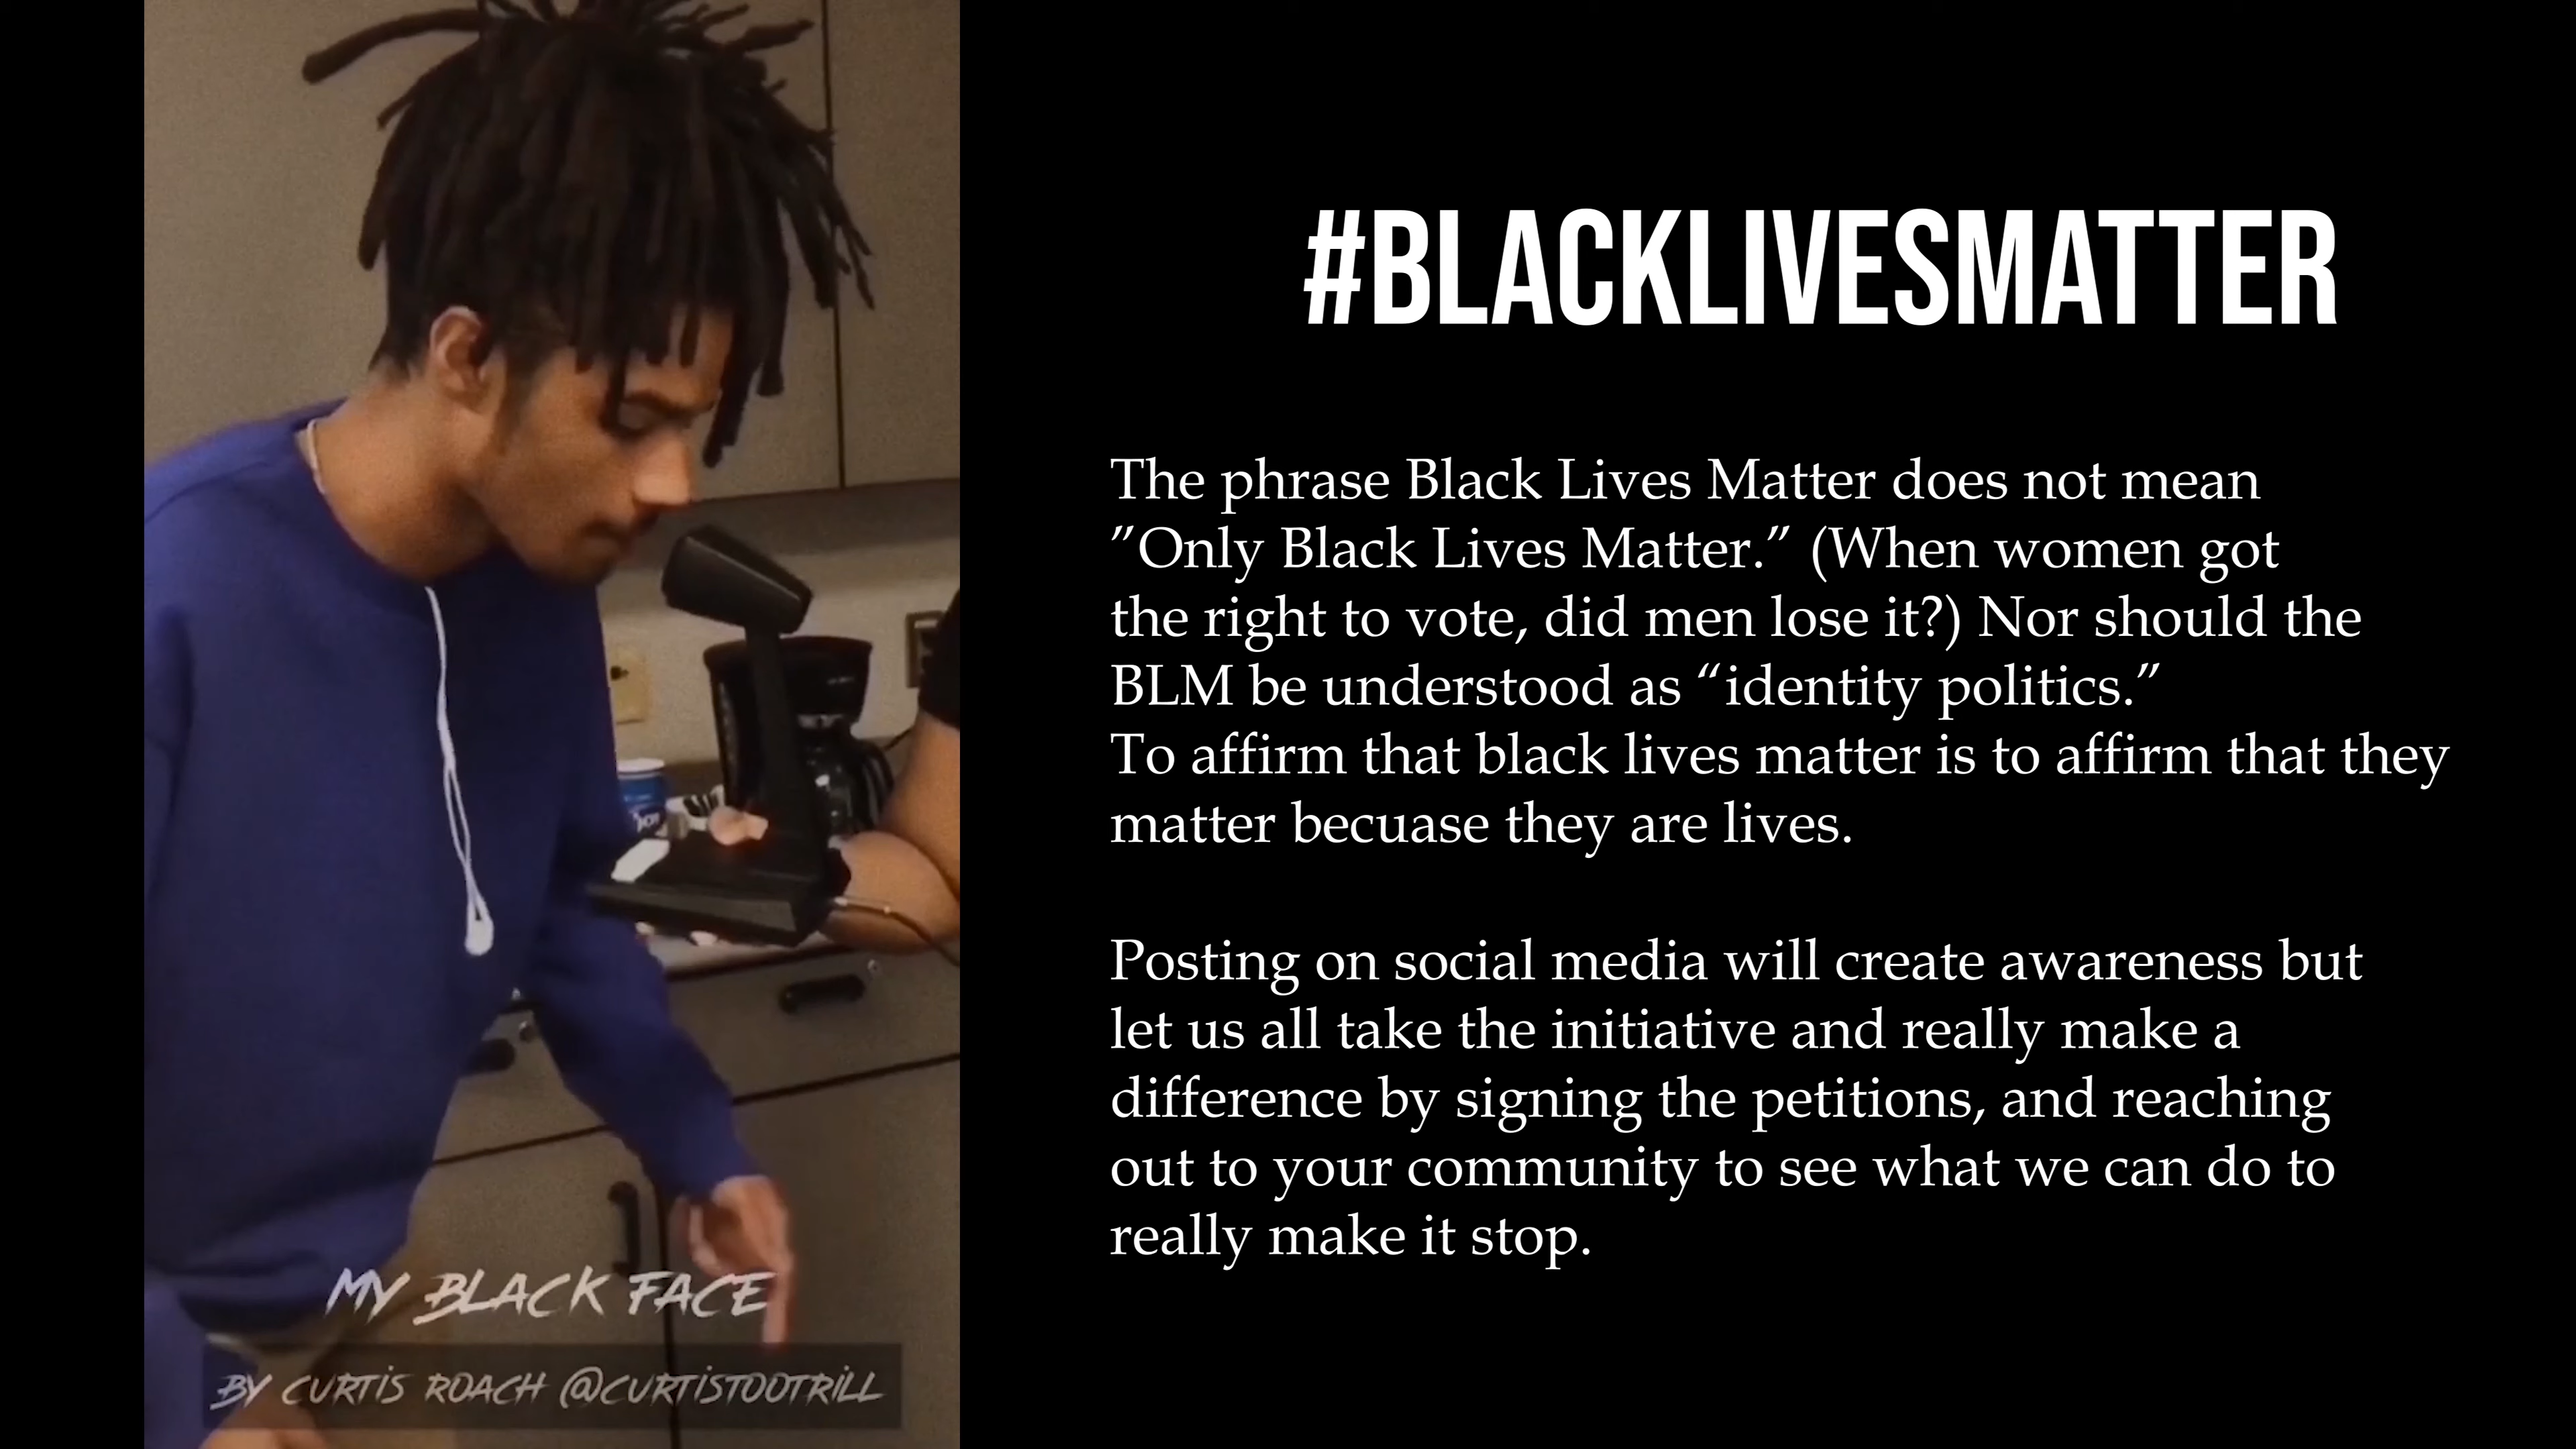 #BLACKLIVESMATTER
The phrase Black Lives Matter does not mean
”Only Black Lives Matter.” (When women got
the right to vote, did men lose it?) Nor should the
BLM be understood as “identity politics.”
To affirm that black lives matter is to affirm that they
matter becuase they are lives.
Posting on social media will create awareness but
let us all take the initiative and really make a
difference by signing the petitions, and reaching
out to your community to see what we can do to
really make it stop.
MY BLACK FACE
BY CURTIS ROACH @CURTISTOOTRILL